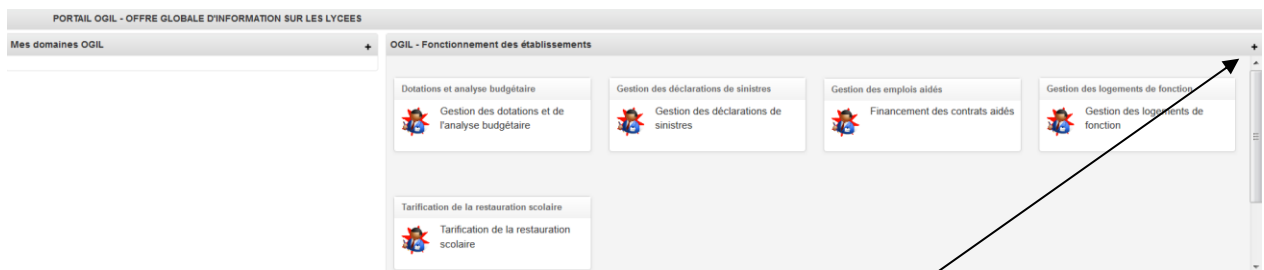 PORTAIL OGIL - OFFRE GLOBALE D'INFORMATION SUR LES LYCEES
Mes domaines OGIL +
OGIL - Fonctionnement des établissements +
Dotations et analyse budgétaire
Gestion des dotations et de
l'analyse budgétaire
Gestion des déclarations de sinistres
Gestion des déclarations de
sinistres
Gestion des emplois aidés
Financement des contrats aidés
Gestion des logements de fonction
Gestion des logements de
fonction
Tarification de la restauration scolaire
Tarification de la restauration
scolaire